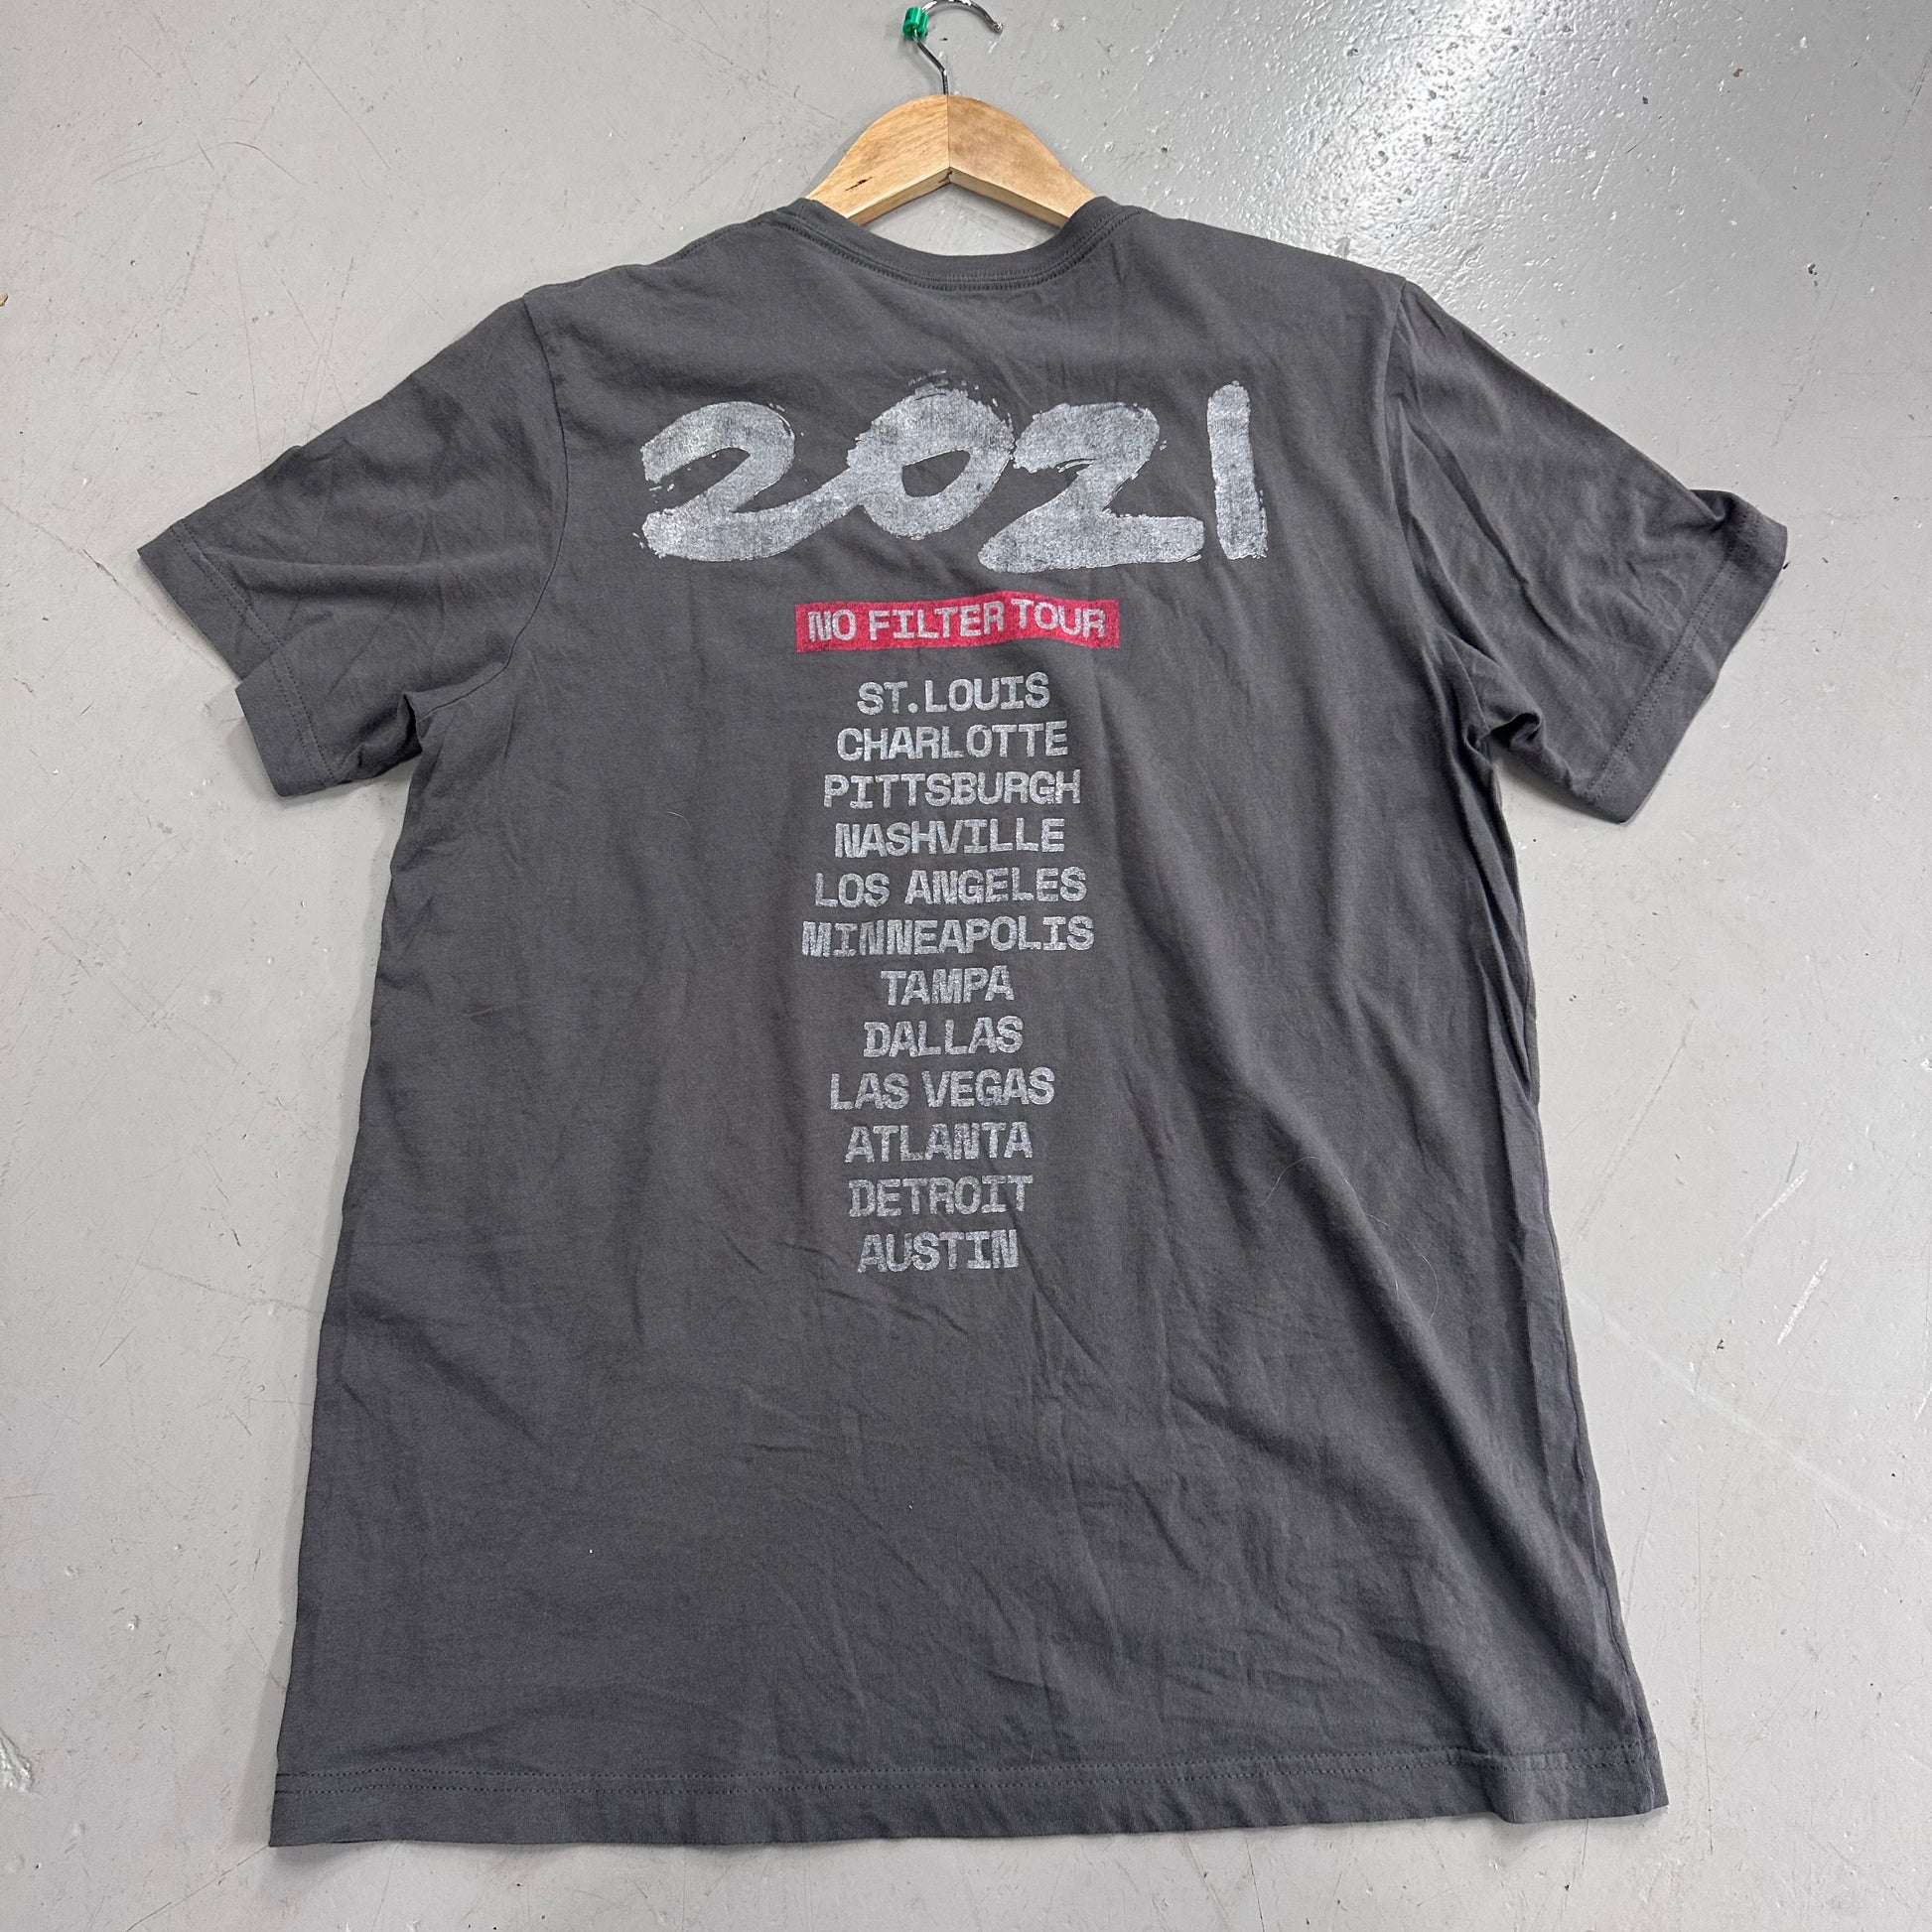 2021
NO FILTER TOUR
ST.LOUIS
CHARLOTTE
PITTSBURGH
NASHVILLE
LOS ANGELES
MINNEAPOLIS
TAMPA
DALLAS
LAS VEGAS
ATLANTA
DETROIT
AUSTIN